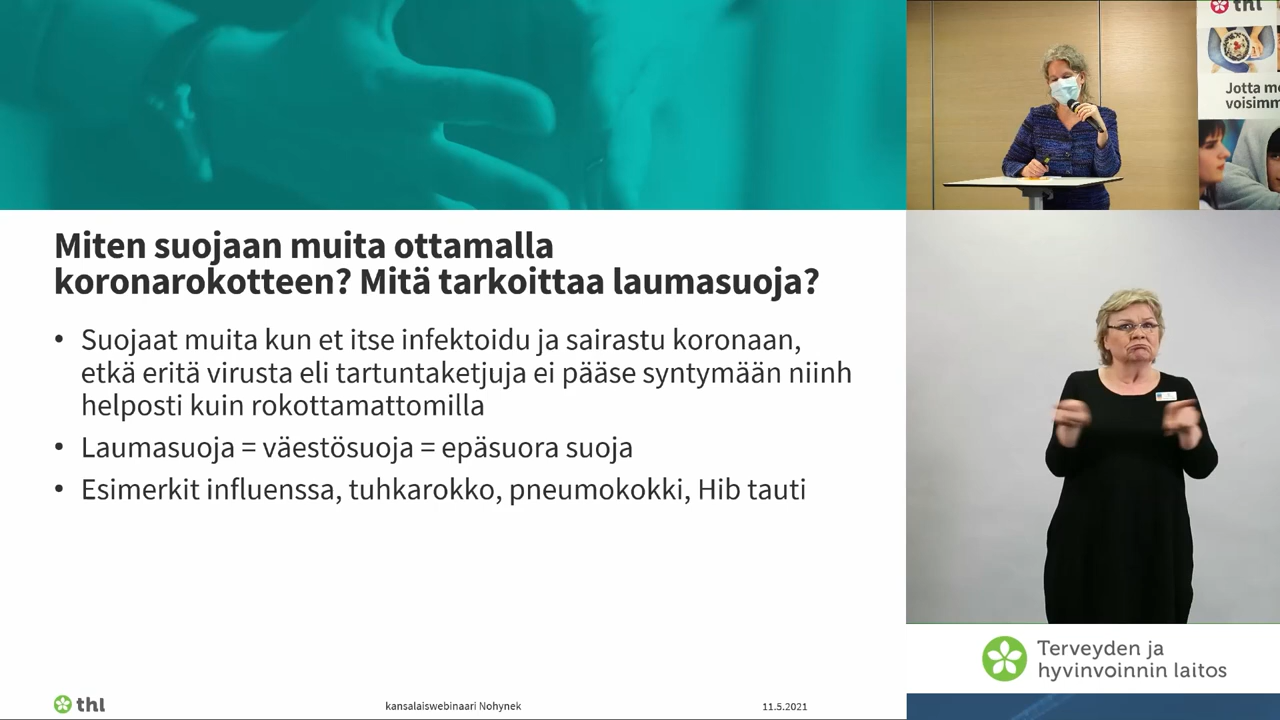 Miten suojaan muita ottamalla
koronarokotteen? Mitä tarkoittaa laumasuoja?
• Suojaat muita kun et itse infektoidu ja sairastu koronaan,
etkä eritä virusta eli tartuntaketjuja ei pääse syntymään niinh
helposti kuin rokottamattomilla
• Laumasuoja = väestösuoja = epäsuora suoja
• Esimerkit influenssa, tuhkarokko, pneumokokki, Hib tauti
thl
kansalaiswebinaari Nohynek
11.5.2021
thl
Jotta me
voisimm
Terveyden ja
hyvinvoinnin laitos